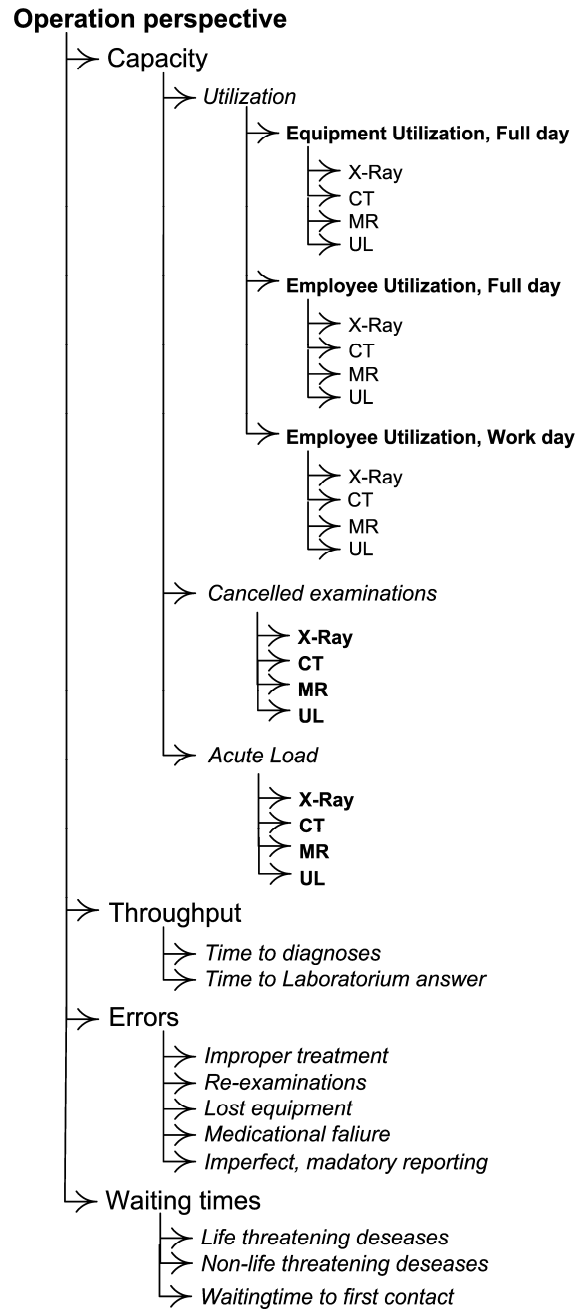 Operation perspective
Capacity
Utilization
Equipment Utilization, Full day
X-Ray
CT
MR
UL
Employee Utilization, Full day
X-Ray
CT
MR
UL
Employee Utilization, Work day
X-Ray
CT
MR
UL
Cancelled examinations
X-Ray
CT
MR
UL
Acute Load
X-Ray
CT
MR
UL
Throughput
Time to diagnoses
Time to Laboratorium answer
Errors
Improper treatment
Re-examinations
Lost equipment
Medicational faliure
Imperfect, madatory reporting
Waiting times
Life threatening deseases
Non-life threatening deseases
Waitingtime to first contact